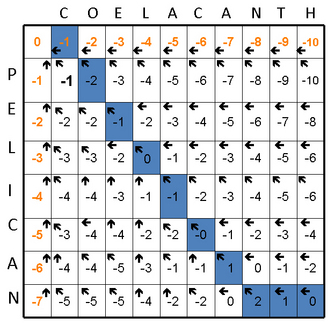 C O E L A C A N T H
0 -1 -2 -3 -4 -5 -6 -7 -8 -9 -10
P -1 -1 -2 -3 -4 -5 -6 -7 -8 -9 -10
E -2 -2 -2 -1 -2 -3 -4 -5 -6 -7 -8
L -3 -3 -3 -2 0 -1 -2 -3 -4 -5 -6
I -4 -4 -4 -3 -1 -1 -2 -3 -4 -5 -6
C -5 -3 -4 -4 -2 -2 -0 -1 -2 -3 -4
A -6 -4 -4 -5 -3 -1 -1 1 0 -1 -2
N -7 -5 -5 -5 -4 -2 -2 0 2 1 0